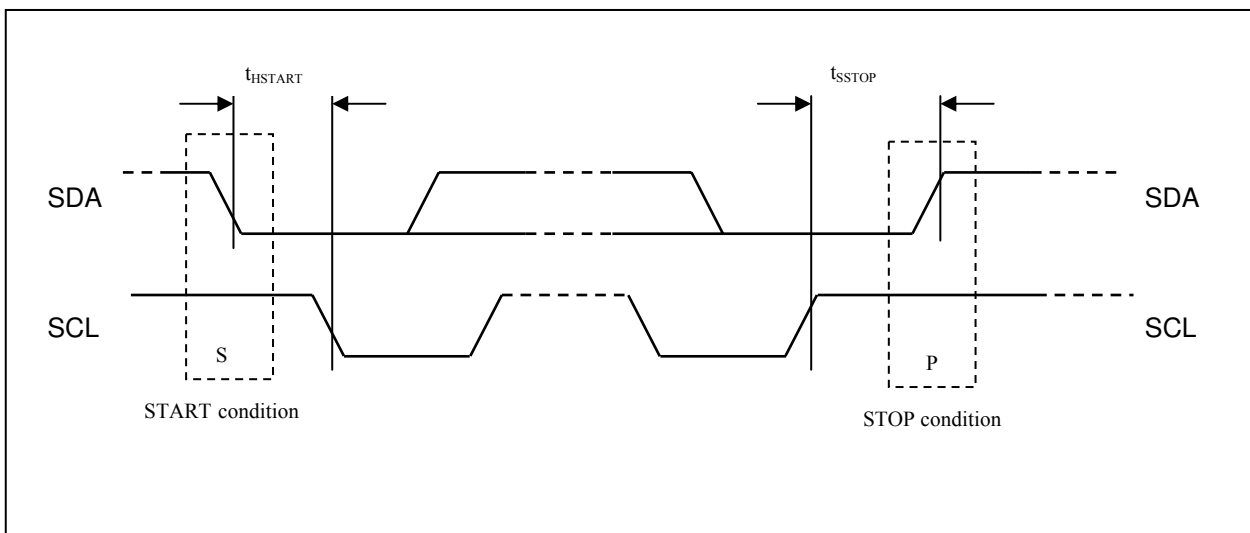 tHSTART
tSSTOP
SDA
SDA
SCL
SCL
S
P
START condition
STOP condition